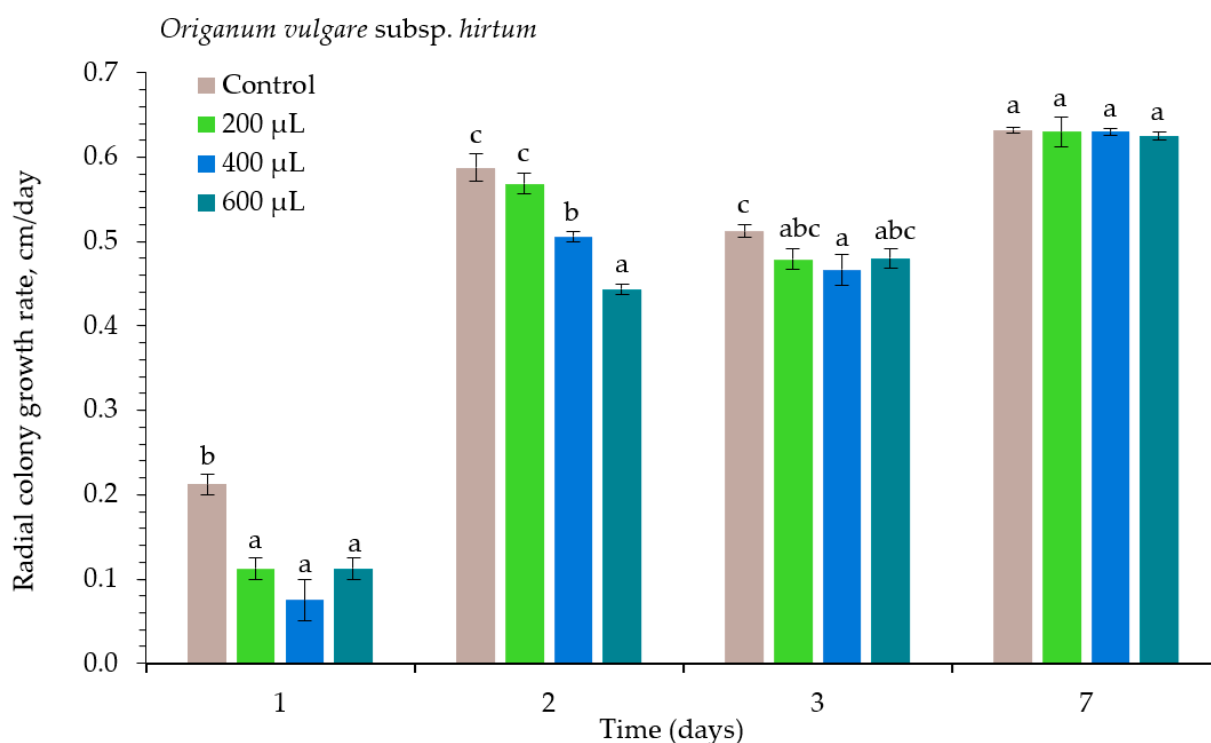 Origanum vulgare subsp. hirtum
Control
200 µL
400 µL
600 µL
Radial colony growth rate, cm/day
0.7
0.6
0.5
0.4
0.3
0.2
0.1
0.0
b
a
a
a
c
c
b
a
c
abc
a
abc
a
a
a
a
1
2
3
7
Time (days)